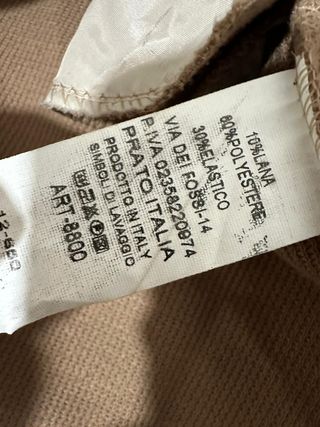 10%LANA
60%POLYESTERE
30%ELASTICO
VIA DEI FOSSI-14
P.IVA 02358220974
PRATO ITALIA
PRODOTTO IN ITALY
SIMBOLI DI LAVAGGIO
ART-8800